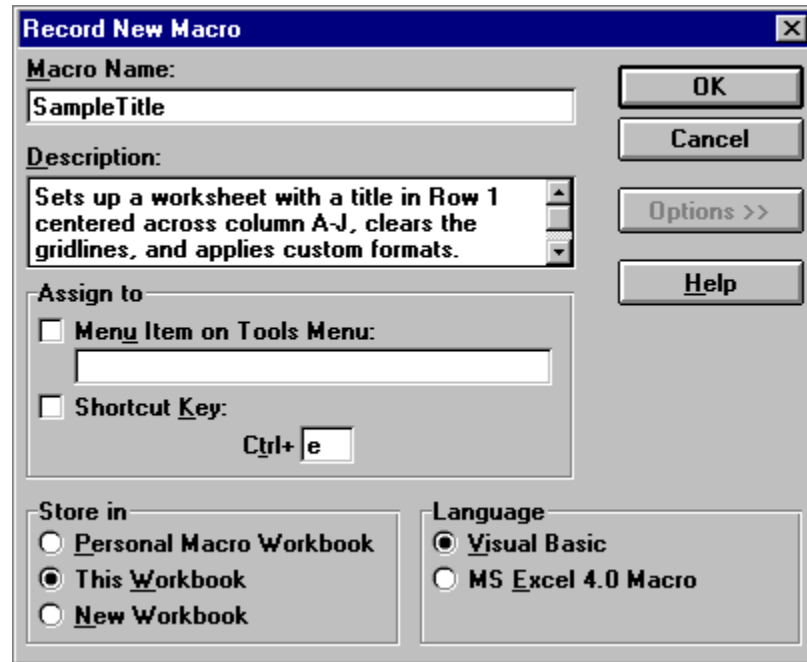 Record New Macro
Macro Name:
SampleTitle
Description:
Sets up a worksheet with a title in Row 1
centered across column A-J, clears the
gridlines, and applies custom formats.
Assign to
Menu Item on Tools Menu:
Shortcut Key:
Ctrl+ e
Store in
Personal Macro Workbook
This Workbook
New Workbook
Language
Visual Basic
MS Excel 4.0 Macro
OK
Cancel
Options >>
Help